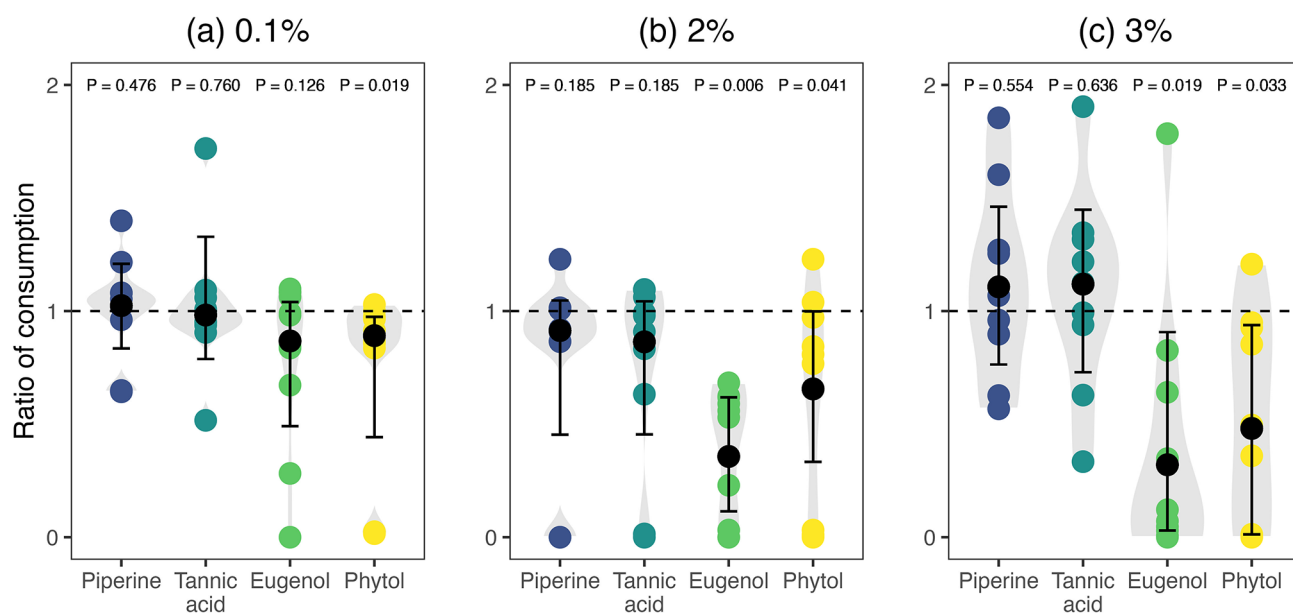 (a) 0.1%
(b) 2%
(c) 3%
Ratio of consumption
2
P = 0.476 P = 0.760 P = 0.126 P = 0.019
1
0
Piperine Tannic Eugenol Phytol
acid
2
P = 0.185 P = 0.185 P = 0.006 P = 0.041
1
0
Piperine Tannic Eugenol Phytol
acid
2
P = 0.554 P = 0.636 P = 0.019 P = 0.033
1
0
Piperine Tannic Eugenol Phytol
acid